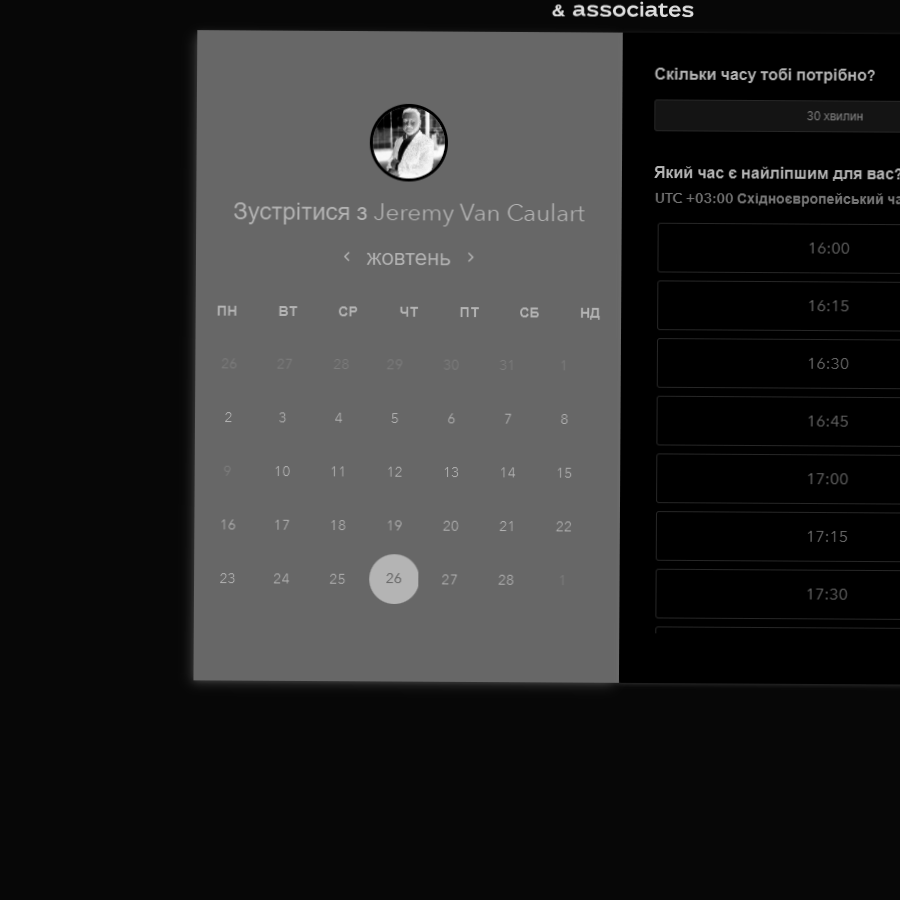 & associates
Зустрітися з Jeremy Van Caulart
‹ жовтень ›
ПН ВТ СР ЧТ ПТ СБ НД
26 27 28 29 30 31 1
2 3 4 5 6 7 8
9 10 11 12 13 14 15
16 17 18 19 20 21 22
23 24 25 26 27 28 1
Скільки часу тобі потрібно?
30 хвилин
Який час є найліпшим для вас?
UTC +03:00 Східноєвропейський ча
16:00
16:15
16:30
16:45
17:00
17:15
17:30